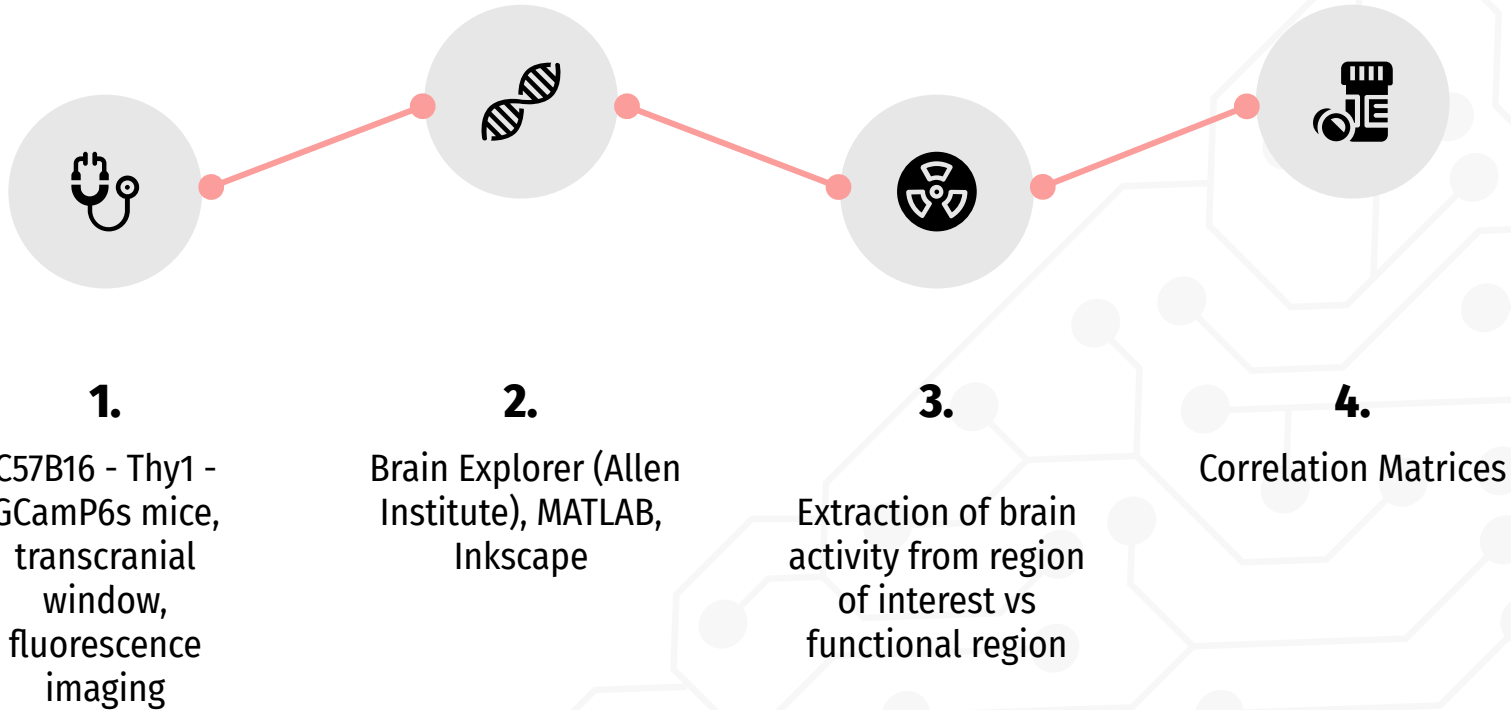 1.
C57B16 - Thy1 -
GCamP6s mice,
transcranial
window,
fluorescence
imaging
2.
Brain Explorer (Allen
Institute), MATLAB,
Inkscape
3.
Extraction of brain
activity from region
of interest vs
functional region
4.
Correlation Matrices